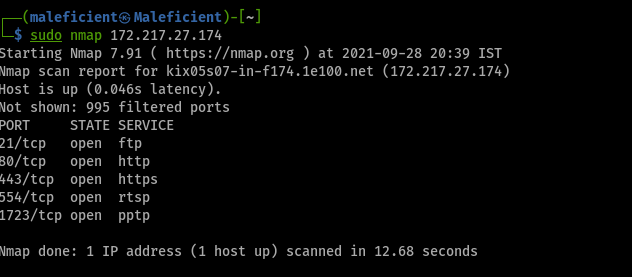 ┌──(maleficient㉿Maleficient)-[~]
└─$ sudo nmap 172.217.27.174
Starting Nmap 7.91 ( https://nmap.org ) at 2021-09-28 20:39 IST
Nmap scan report for kix05s07-in-f174.1e100.net (172.217.27.174)
Host is up (0.046s latency).
Not shown: 995 filtered ports
PORT     STATE SERVICE
21/tcp   open  ftp
80/tcp   open  http
443/tcp  open  https
554/tcp  open  rtsp
1723/tcp open  pptp
Nmap done: 1 IP address (1 host up) scanned in 12.68 seconds